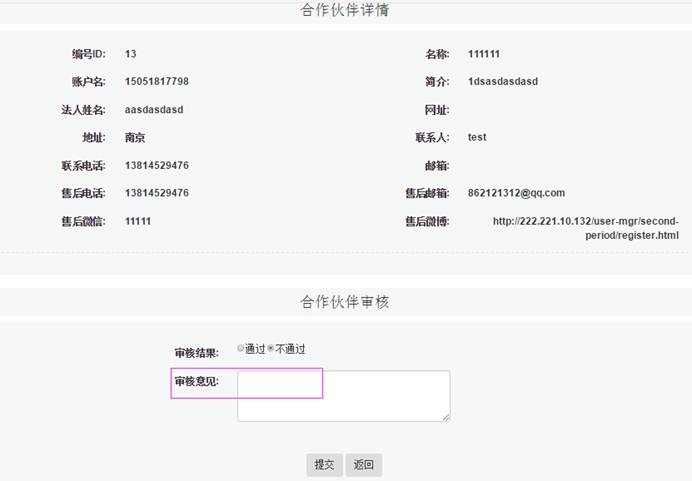 合作伙伴详情
编号ID: 13 名称: 111111
账户名: 15051817798 简介: 1dsasdasdasd
法人姓名: aasdasdasd 网址:
地址: 南京 联系人: test
联系电话: 13814529476 邮箱:
售后电话: 13814529476 售后邮箱: 862121312@qq.com
售后微信: 11111 售后微博: http://222.221.10.132/user-mgr/second-
period/register.html
合作伙伴审核
审核结果: 通过 不通过
审核意见:
提交 返回